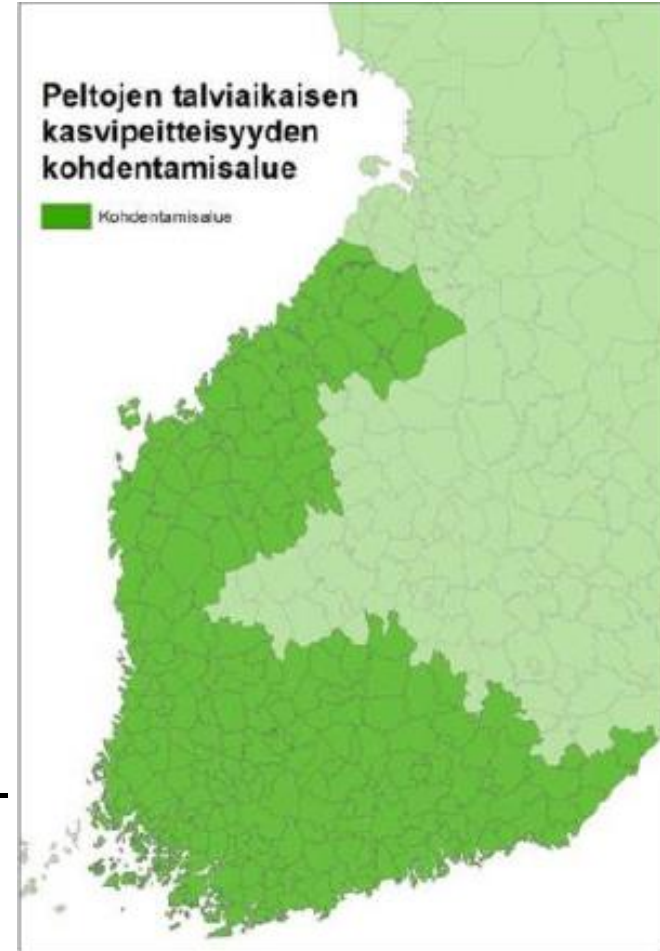 Peltojen talviaikaisen
kasvipeitteisyyden
kohdentamisalue
Kohdentamisalue